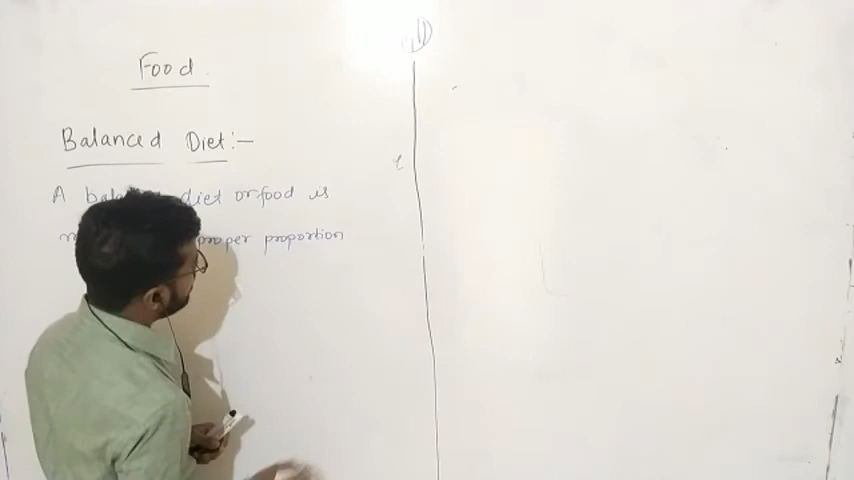 Food
Balanced Diet :-
A diet or food is
proper proportion